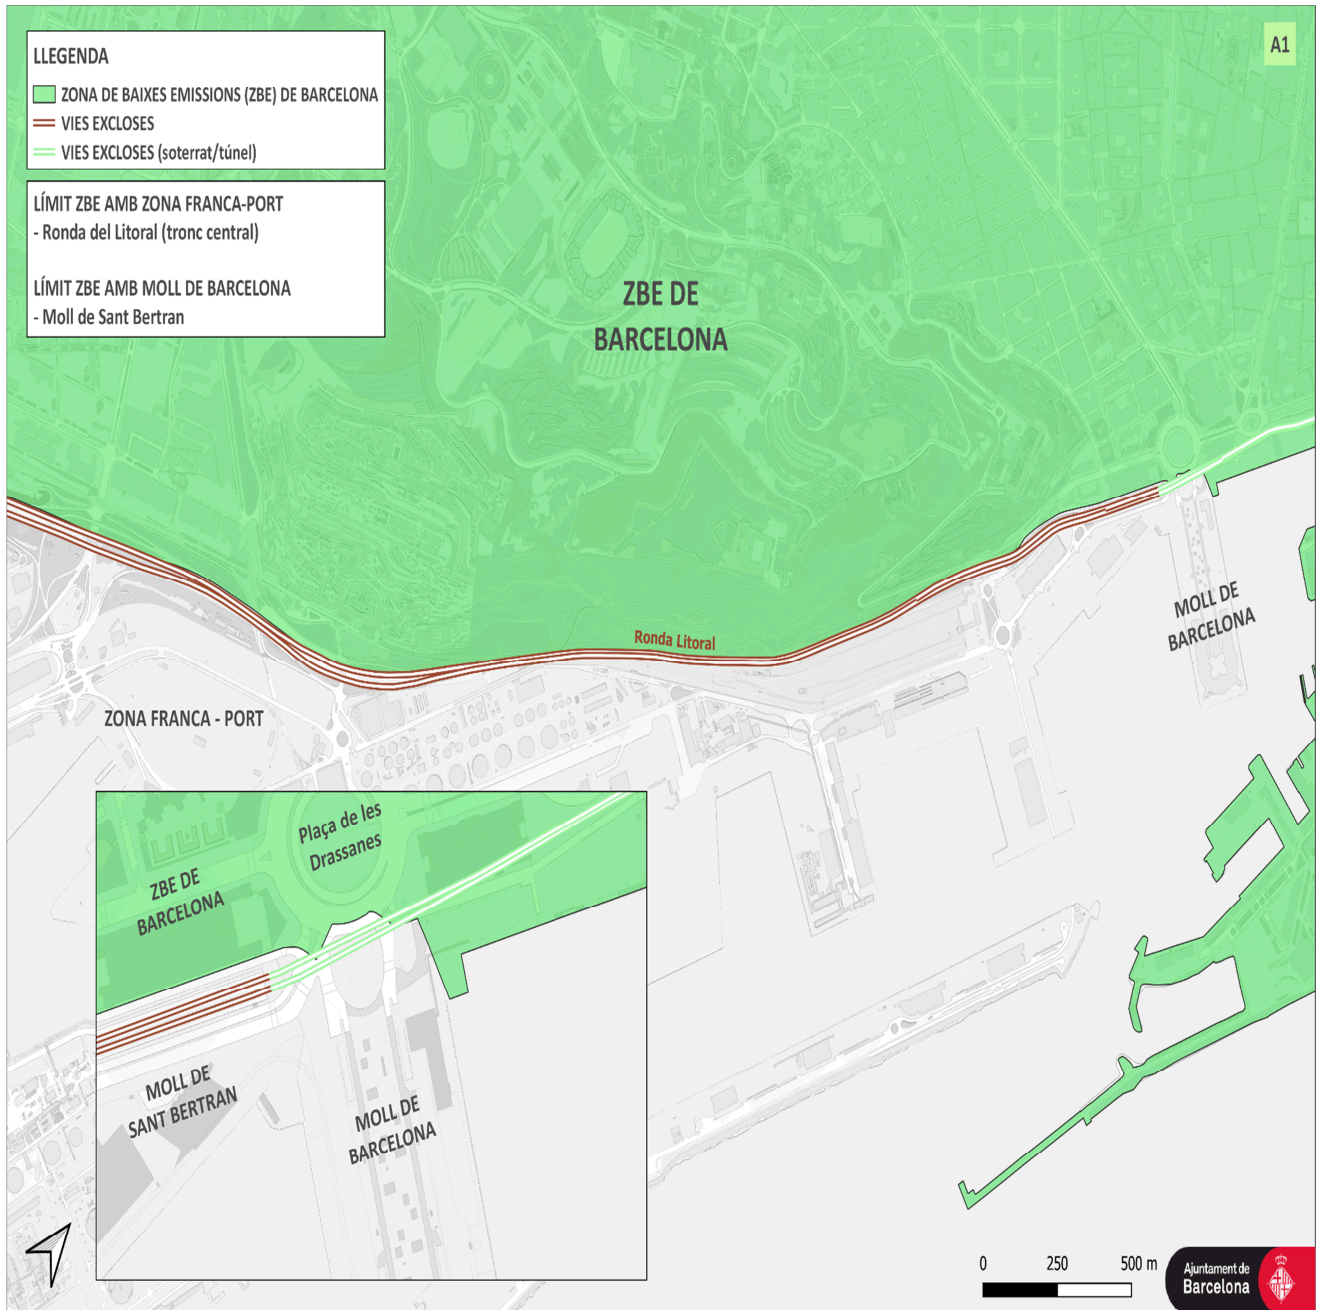 LLEGENDA
ZONA DE BAIXES EMISSIONS (ZBE) DE BARCELONA
VIES EXCLOSES
VIES EXCLOSES (soterrat/túnel)
LÍMIT ZBE AMB ZONA FRANCA-PORT
- Ronda del Litoral (tronc central)
LÍMIT ZBE AMB MOLL DE BARCELONA
- Moll de Sant Bertran
A1
ZBE DE
BARCELONA
Ronda Litoral
MOLL DE
BARCELONA
ZONA FRANCA - PORT
Plaça de les
Drassanes
ZBE DE
BARCELONA
MOLL DE
SANT BERTRAN
MOLL DE
BARCELONA
0 250 500 m
Ajuntament de
Barcelona